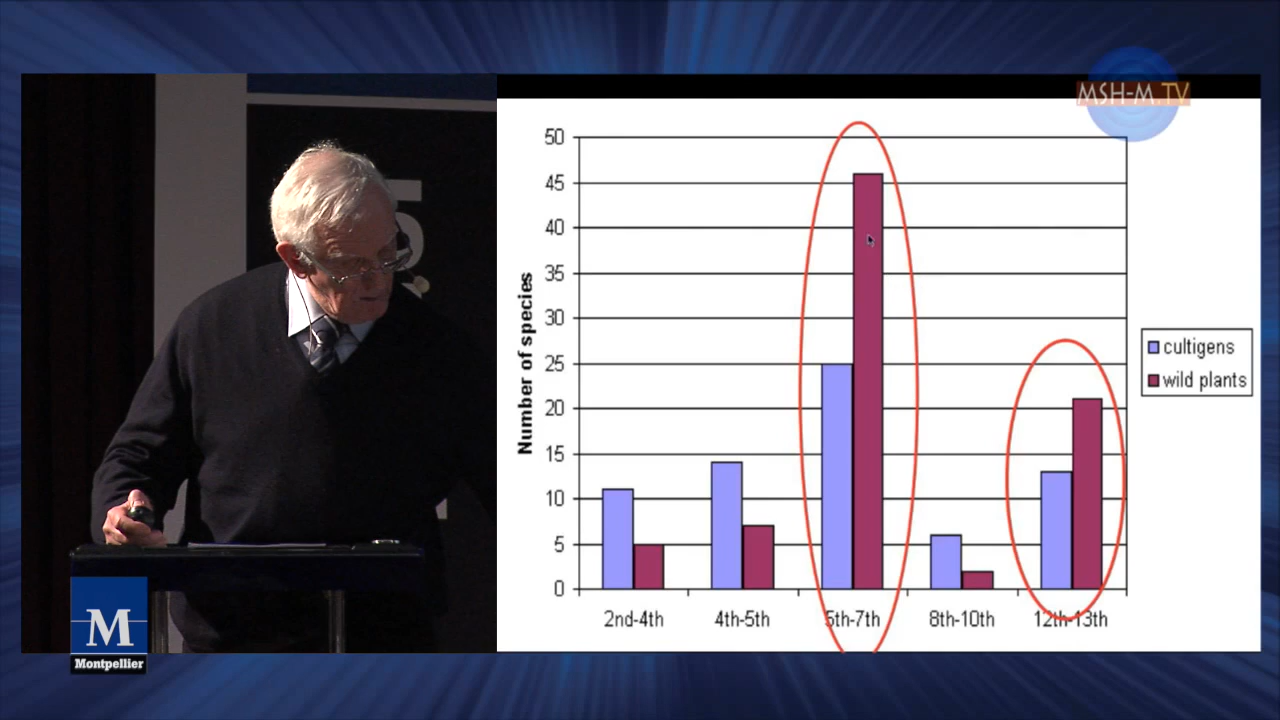 MSH-M.TV
50
45
40
35
30
25
20
15
10
5
0
Number of species
2nd-4th
4th-5th
5th-7th
8th-10th
12th-13th
cultigens
wild plants
M
Montpellier